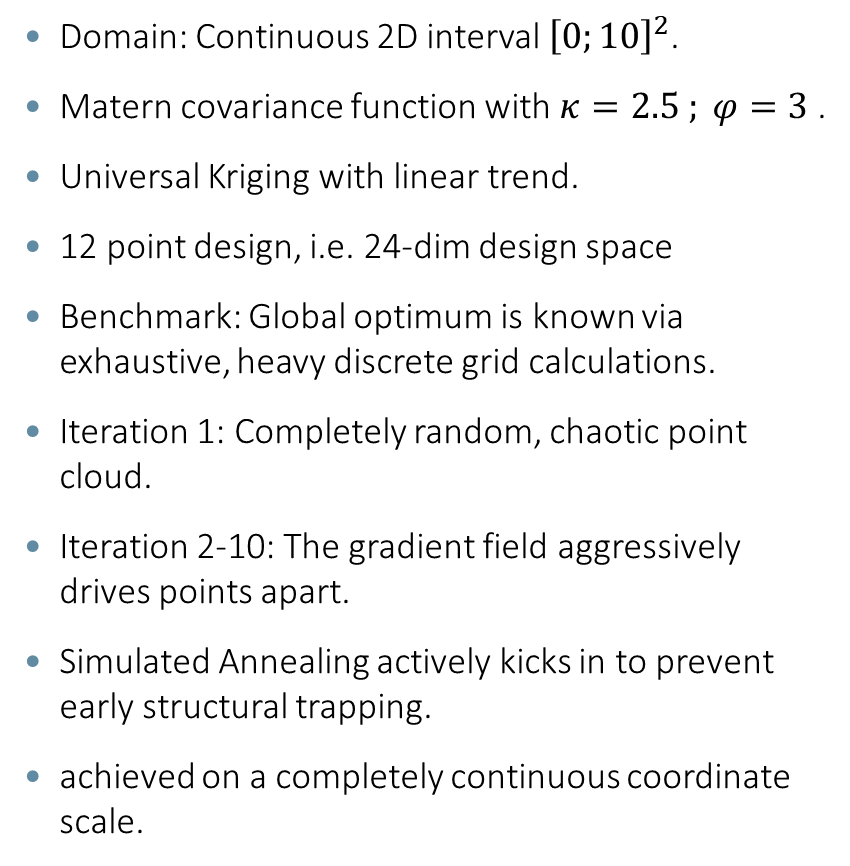 • Domain: Continuous 2D interval [0; 10]².
• Matern covariance function with κ = 2.5 ; φ = 3 .
• Universal Kriging with linear trend.
• 12 point design, i.e. 24-dim design space
• Benchmark: Global optimum is known via
exhaustive, heavy discrete grid calculations.
• Iteration 1: Completely random, chaotic point
cloud.
• Iteration 2-10: The gradient field aggressively
drives points apart.
• Simulated Annealing actively kicks in to prevent
early structural trapping.
• achieved on a completely continuous coordinate
scale.